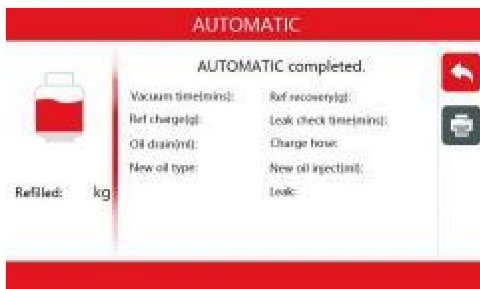 AUTOMATIC
AUTOMATIC completed.
Vacuum time(mins): Ref recovery(g):
Ref charge(g): Leak check time(mins):
Oil drain(ml): Charge hose:
New oil type: New oil inject(ml):
Leak:
Refilled: kg